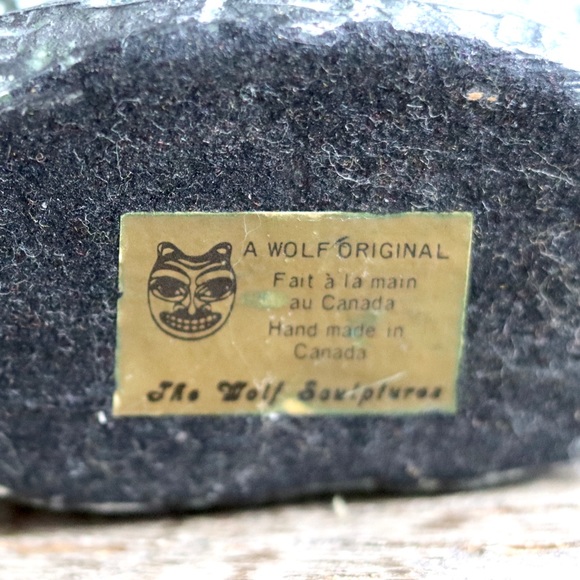 A WOLF ORIGINAL
Fait à la main
au Canada
Hand made in
Canada
The Wolf Sculptures